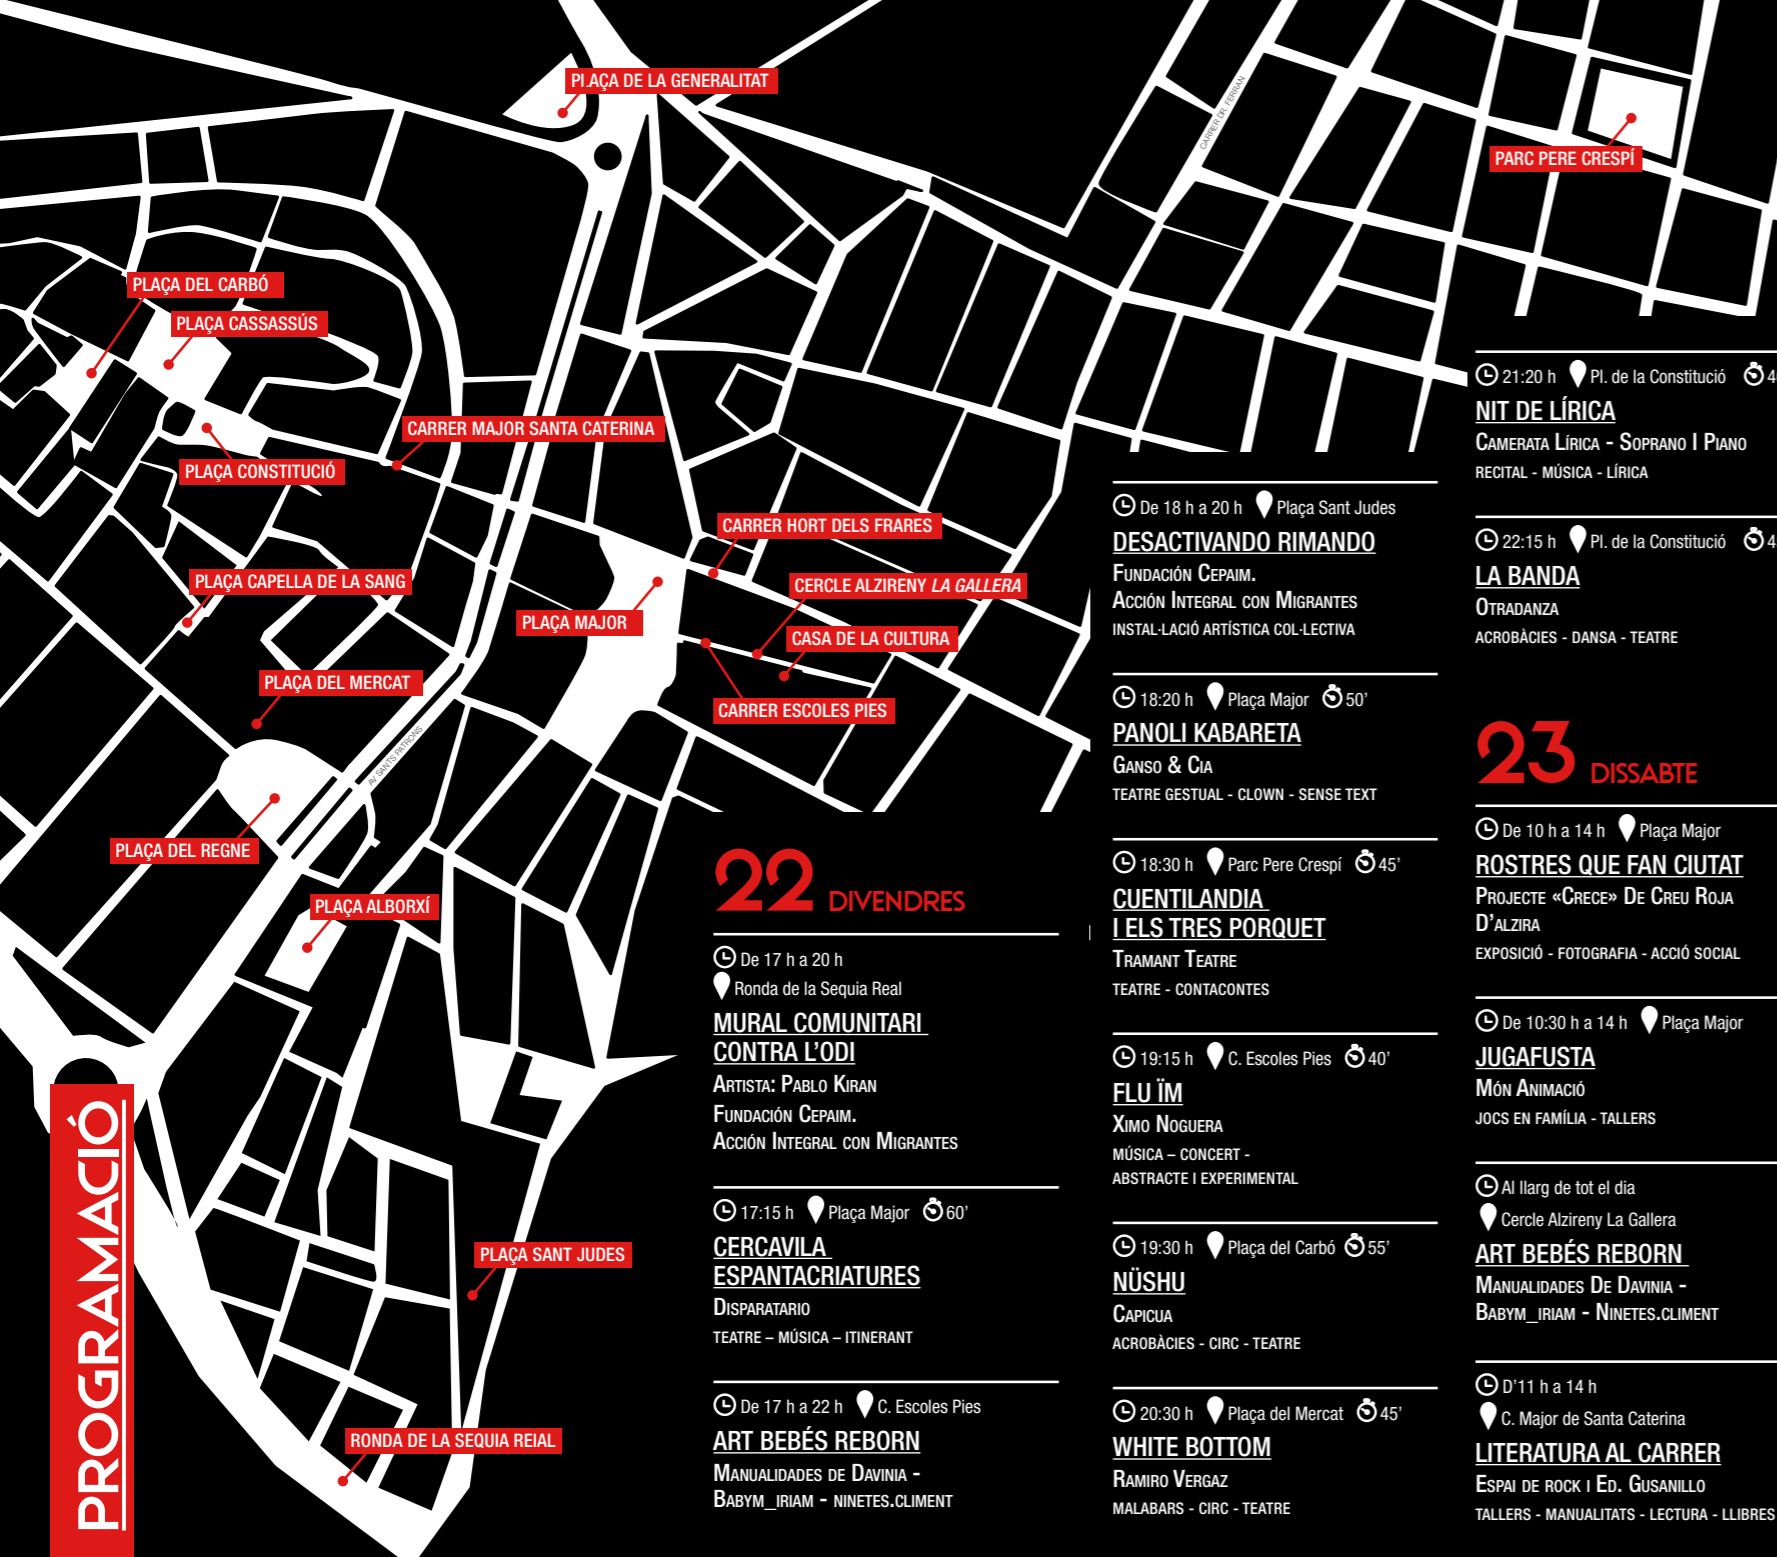 PLAÇA DE LA GENERALITAT
CARRER DR. FERRAN
PARC PERE CRESPÍ
PLAÇA DEL CARBÓ
PLAÇA CASSASSÚS
CARRER MAJOR SANTA CATERINA
PLAÇA CONSTITUCIÓ
CARRER HORT DELS FRARES
PLAÇA CAPELLA DE LA SANG
CERCLE ALZIRENY LA GALLERA
PLAÇA MAJOR
CASA DE LA CULTURA
PLAÇA DEL MERCAT
CARRER ESCOLES PIES
AV. SANTS PATRONS
PLAÇA DEL REGNE
PLAÇA ALBORXÍ
PLAÇA SANT JUDES
RONDA DE LA SEQUIA REIAL
PROGRAMACIÓ
22 DIVENDRES
De 17 h a 20 h
Ronda de la Sequia Real
MURAL COMUNITARI
CONTRA L'ODI
ARTISTA: PABLO KIRAN
FUNDACIÓN CEPAIM.
ACCIÓN INTEGRAL CON MIGRANTES
17:15 h Plaça Major 60'
CERCAVILA
ESPANTACRIATURES
DISPARATARIO
TEATRE – MÚSICA – ITINERANT
De 17 h a 22 h C. Escoles Pies
ART BEBÉS REBORN
MANUALIDADES DE DAVINIA -
BABYM_IRIAM - NINETES.CLIMENT
De 18 h a 20 h Plaça Sant Judes
DESACTIVANDO RIMANDO
FUNDACIÓN CEPAIM.
ACCIÓN INTEGRAL CON MIGRANTES
INSTAL·LACIÓ ARTÍSTICA COL·LECTIVA
18:20 h Plaça Major 50'
PANOLI KABARETA
GANSO & CIA
TEATRE GESTUAL - CLOWN - SENSE TEXT
18:30 h Parc Pere Crespí 45'
CUENTILANDIA
I ELS TRES PORQUET
TRAMANT TEATRE
TEATRE - CONTACONTES
19:15 h C. Escoles Pies 40'
FLU ÏM
XIMO NOGUERA
MÚSICA – CONCERT -
ABSTRACTE I EXPERIMENTAL
19:30 h Plaça del Carbó 55'
NÜSHU
CAPICUA
ACROBÀCIES - CIRC - TEATRE
20:30 h Plaça del Mercat 45'
WHITE BOTTOM
RAMIRO VERGAZ
MALABARS - CIRC - TEATRE
21:20 h Pl. de la Constitució
NIT DE LÍRICA
CAMERATA LÍRICA - SOPRANO I PIANO
RECITAL - MÚSICA - LÍRICA
22:15 h Pl. de la Constitució
LA BANDA
OTRADANZA
ACROBÀCIES - DANSA - TEATRE
23 DISSABTE
De 10 h a 14 h Plaça Major
ROSTRES QUE FAN CIUTAT
PROJECTE «CRECE» DE CREU ROJA
D'ALZIRA
EXPOSICIÓ - FOTOGRAFIA - ACCIÓ SOCIAL
De 10:30 h a 14 h Plaça Major
JUGAFUSTA
MÓN ANIMACIÓ
JOCS EN FAMÍLIA - TALLERS
Al llarg de tot el dia
Cercle Alzireny La Gallera
ART BEBÉS REBORN
MANUALIDADES DE DAVINIA -
BABYM_IRIAM - NINETES.CLIMENT
D'11 h a 14 h
C. Major de Santa Caterina
LITERATURA AL CARRER
ESPAI DE ROCK I ED. GUSANILLO
TALLERS - MANUALITATS - LECTURA - LLIBRES